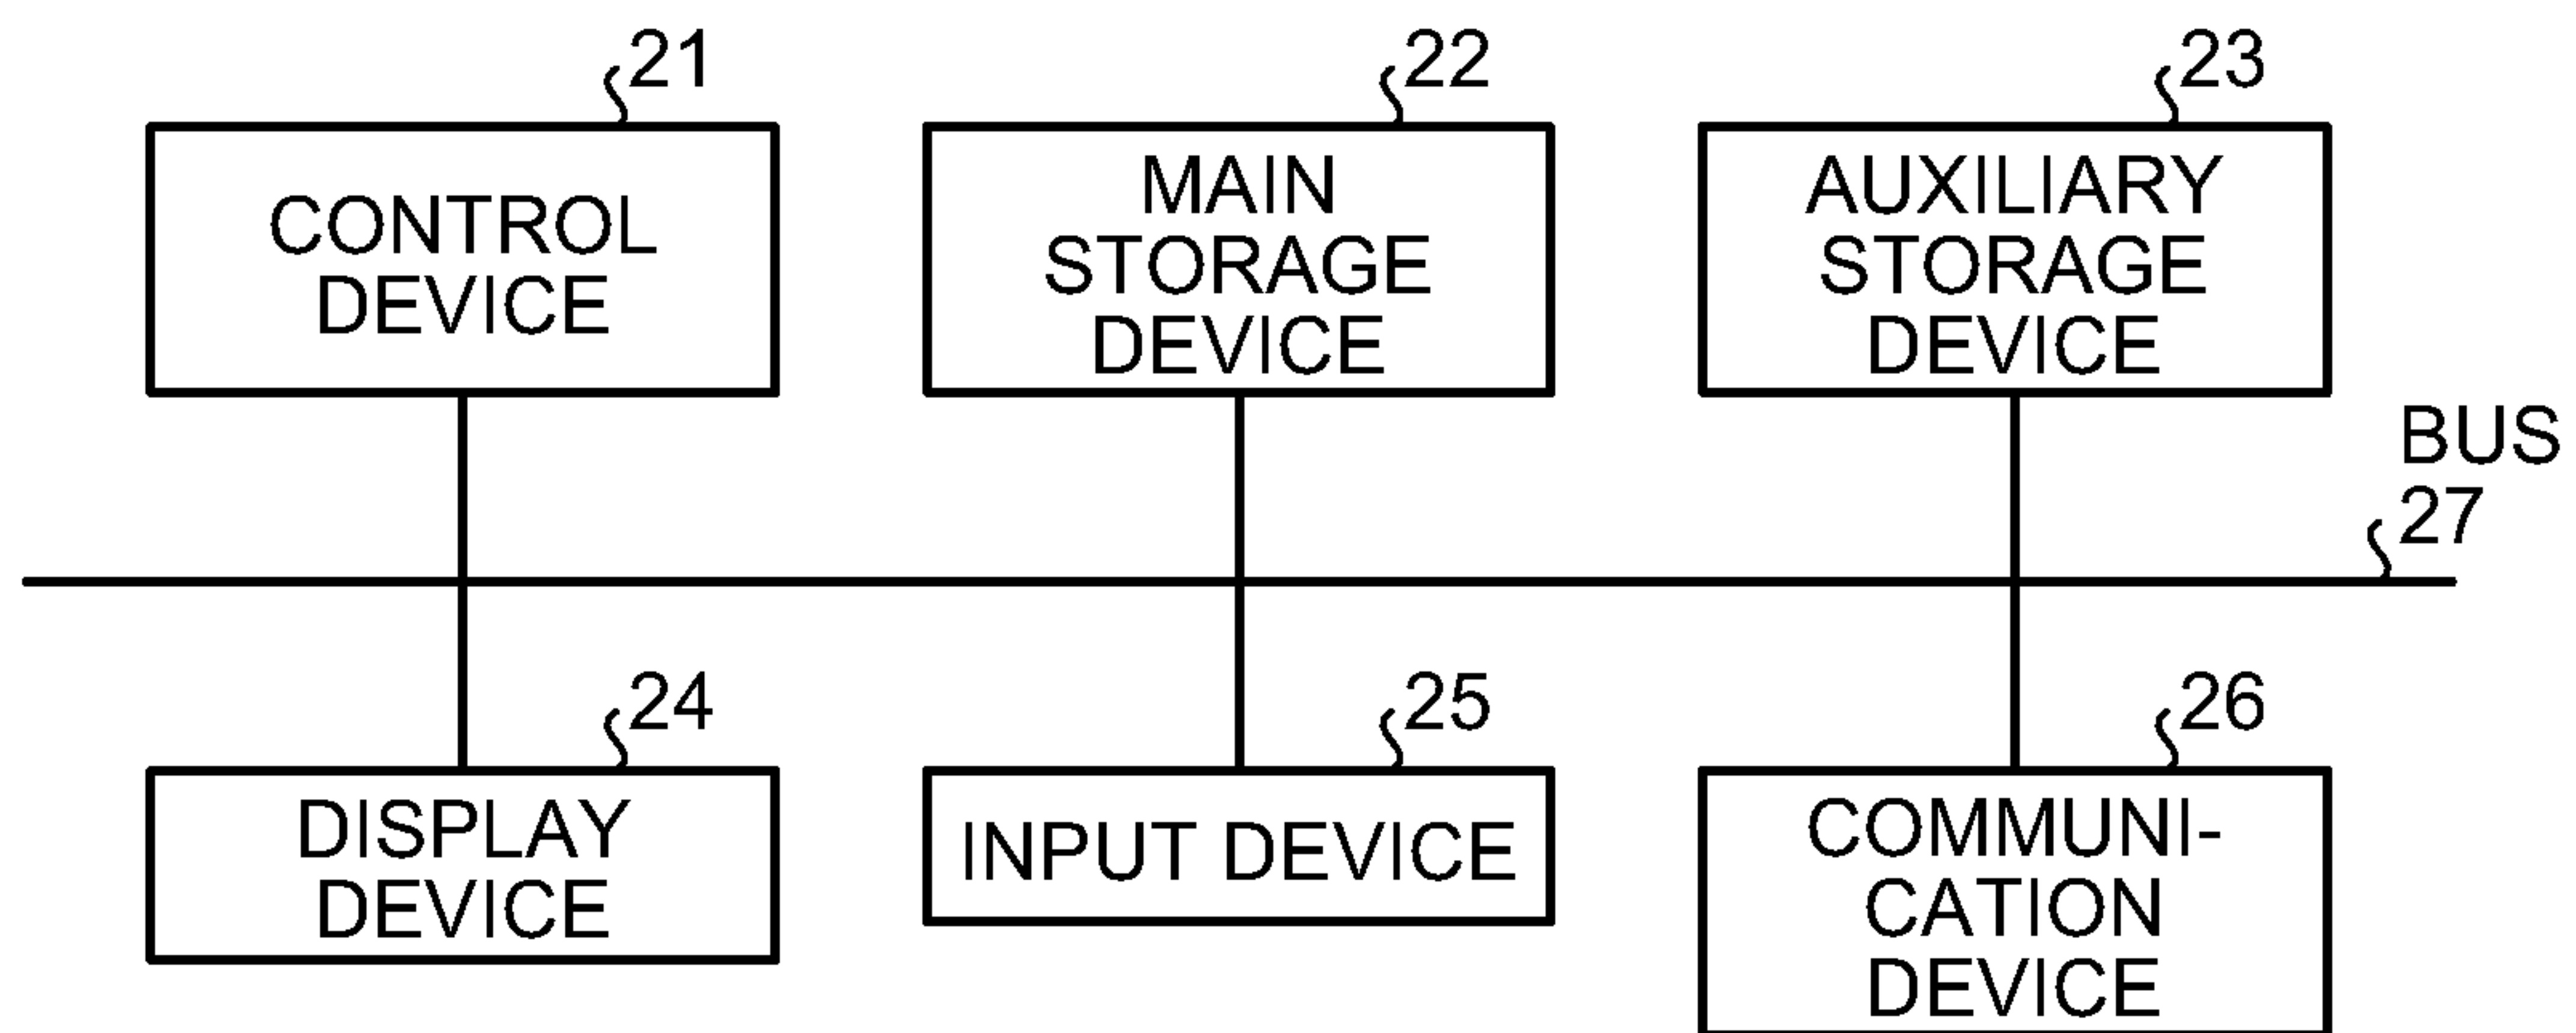 21
CONTROL
DEVICE
22
MAIN
STORAGE
DEVICE
23
AUXILIARY
STORAGE
DEVICE
BUS
27
24
DISPLAY
DEVICE
25
INPUT DEVICE
26
COMMUNI-
CATION
DEVICE